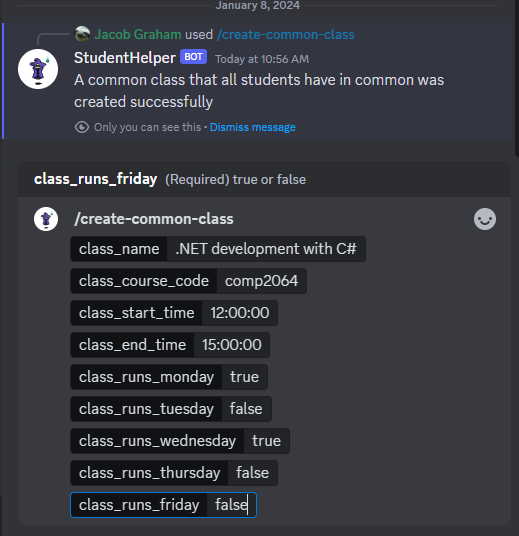 January 8, 2024
Jacob Graham used /create-common-class
StudentHelper BOT Today at 10:56 AM
A common class that all students have in common was
created successfully
Only you can see this • Dismiss message
class_runs_friday (Required) true or false
/create-common-class
class_name .NET development with C#
class_course_code comp2064
class_start_time 12:00:00
class_end_time 15:00:00
class_runs_monday true
class_runs_tuesday false
class_runs_wednesday true
class_runs_thursday false
class_runs_friday false